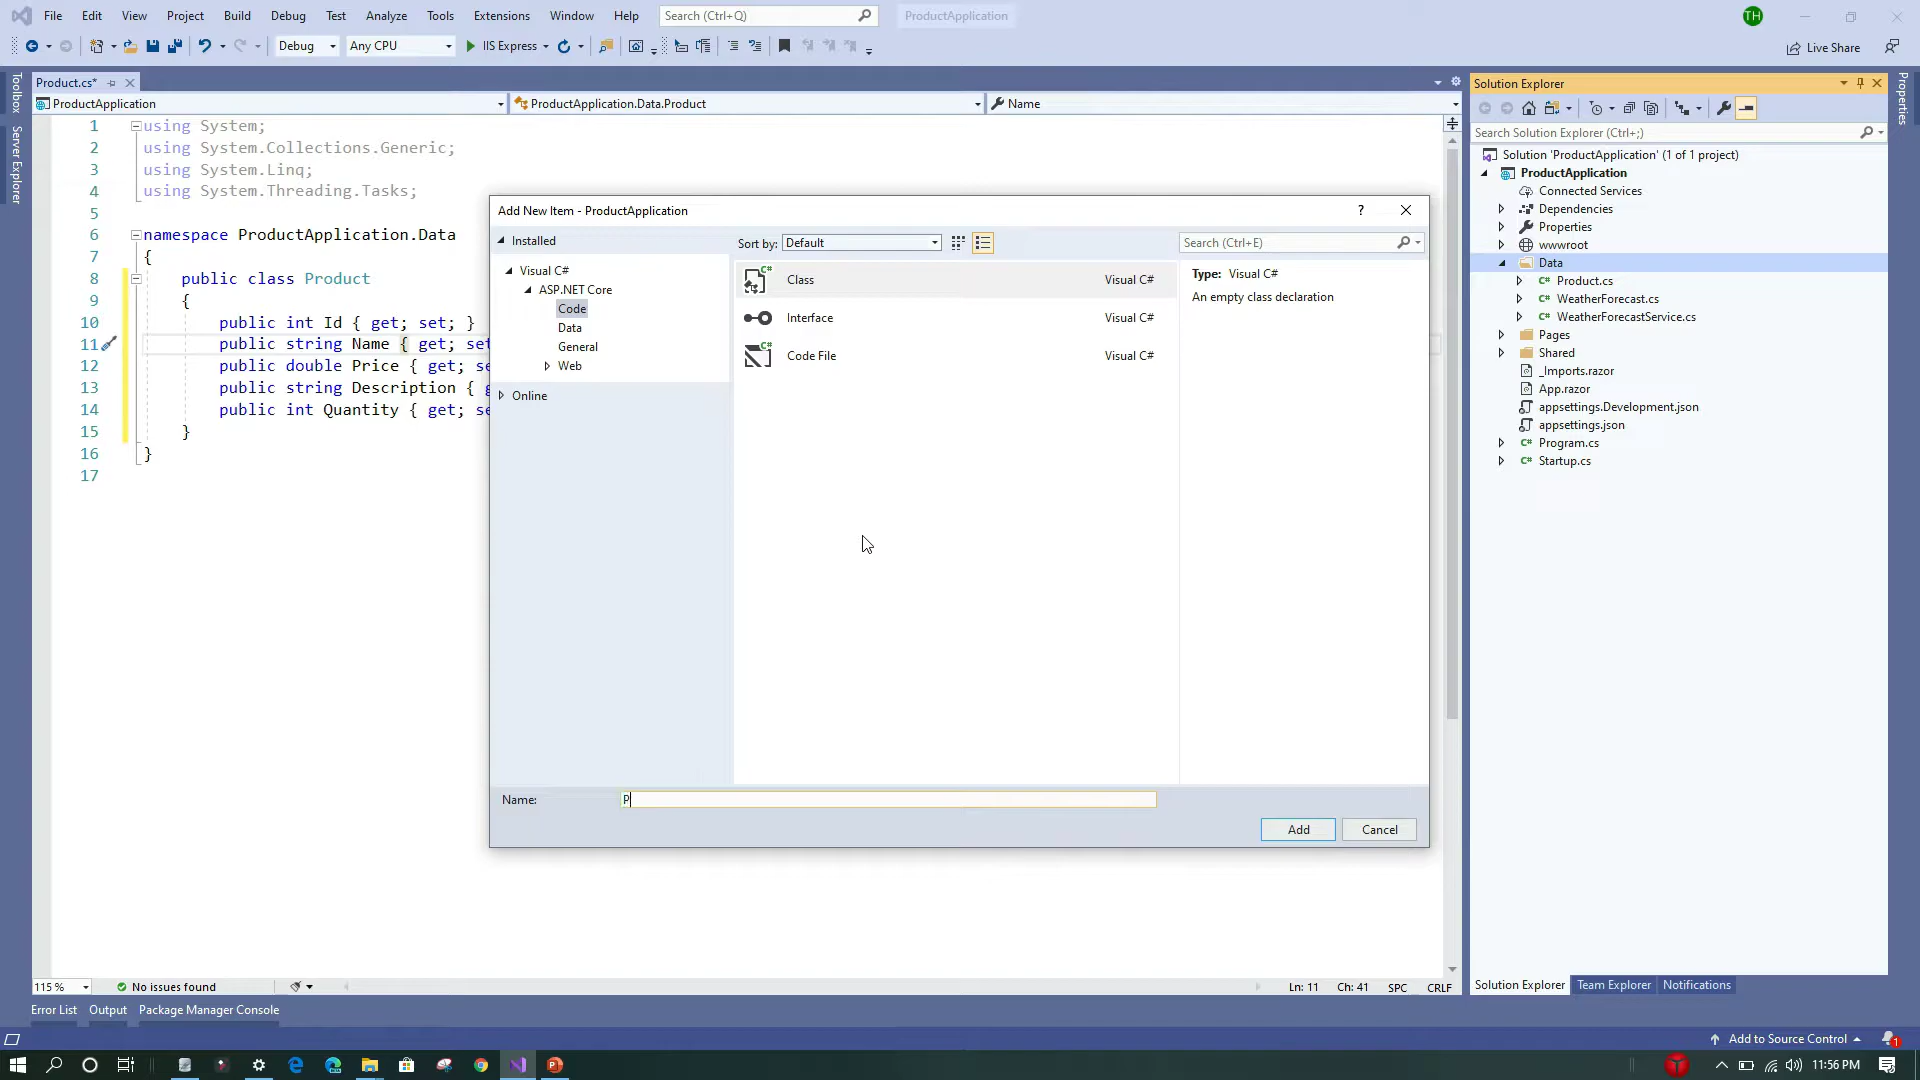 File Edit View Project Build Debug Test Analyze Tools Extensions Window Help Search (Ctrl+Q) ProductApplication TH
Debug Any CPU IIS Express Live Share
Toolbox
Server Explorer
Product.cs*
ProductApplication ProductApplication.Data.Product Name
1 using System;
2 using System.Collections.Generic;
3 using System.Linq;
4 using System.Threading.Tasks;
5
6 namespace ProductApplication.Data
7 {
8 public class Product
9 {
10 public int Id { get; set; }
11 public string Name { get; set
12 public double Price { get; se
13 public string Description { g
14 public int Quantity { get; se
15 }
16 }
17
Add New Item - ProductApplication ?
Installed
Sort by: Default
Search (Ctrl+E)
Visual C#
ASP.NET Core
Code
Data
General
Web
Online
Class Visual C#
Interface Visual C#
Code File Visual C#
Type: Visual C#
An empty class declaration
Name: P
Add Cancel
Solution Explorer
Search Solution Explorer (Ctrl+;)
Solution 'ProductApplication' (1 of 1 project)
ProductApplication
Connected Services
Dependencies
Properties
wwwroot
Data
C# Product.cs
C# WeatherForecast.cs
C# WeatherForecastService.cs
Pages
Shared
_Imports.razor
App.razor
appsettings.Development.json
appsettings.json
C# Program.cs
C# Startup.cs
Properties
115 % No issues found Ln: 11 Ch: 41 SPC CRLF
Solution Explorer Team Explorer Notifications
Error List Output Package Manager Console
Add to Source Control 1
11:56 PM